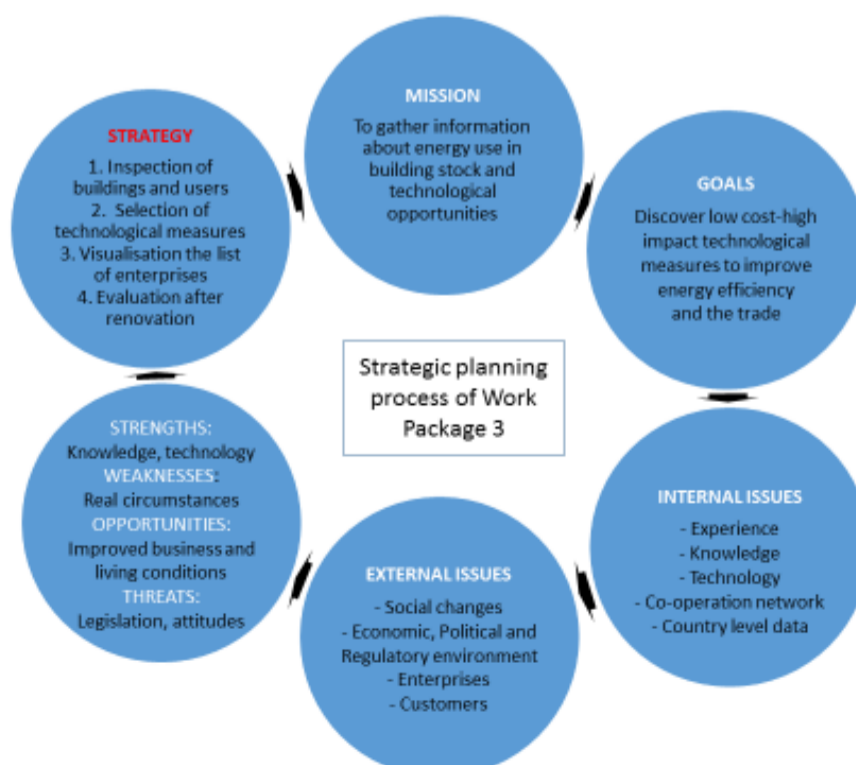 MISSION
To gather information
about energy use in
building stock and
technological
opportunities
GOALS
Discover low cost-high
impact technological
measures to improve
energy efficiency
and the trade
INTERNAL ISSUES
- Experience
- Knowledge
- Technology
- Co-operation network
- Country level data
EXTERNAL ISSUES
- Social changes
- Economic, Political and
Regulatory environment
- Enterprises
- Customers
STRENGTHS:
Knowledge, technology
WEAKNESSES:
Real circumstances
OPPORTUNITIES:
Improved business and
living conditions
THREATS:
Legislation, attitudes
STRATEGY
1. Inspection of
buildings and users
2. Selection of
technological measures
3. Visualisation the list
of enterprises
4. Evaluation after
renovation
Strategic planning
process of Work
Package 3